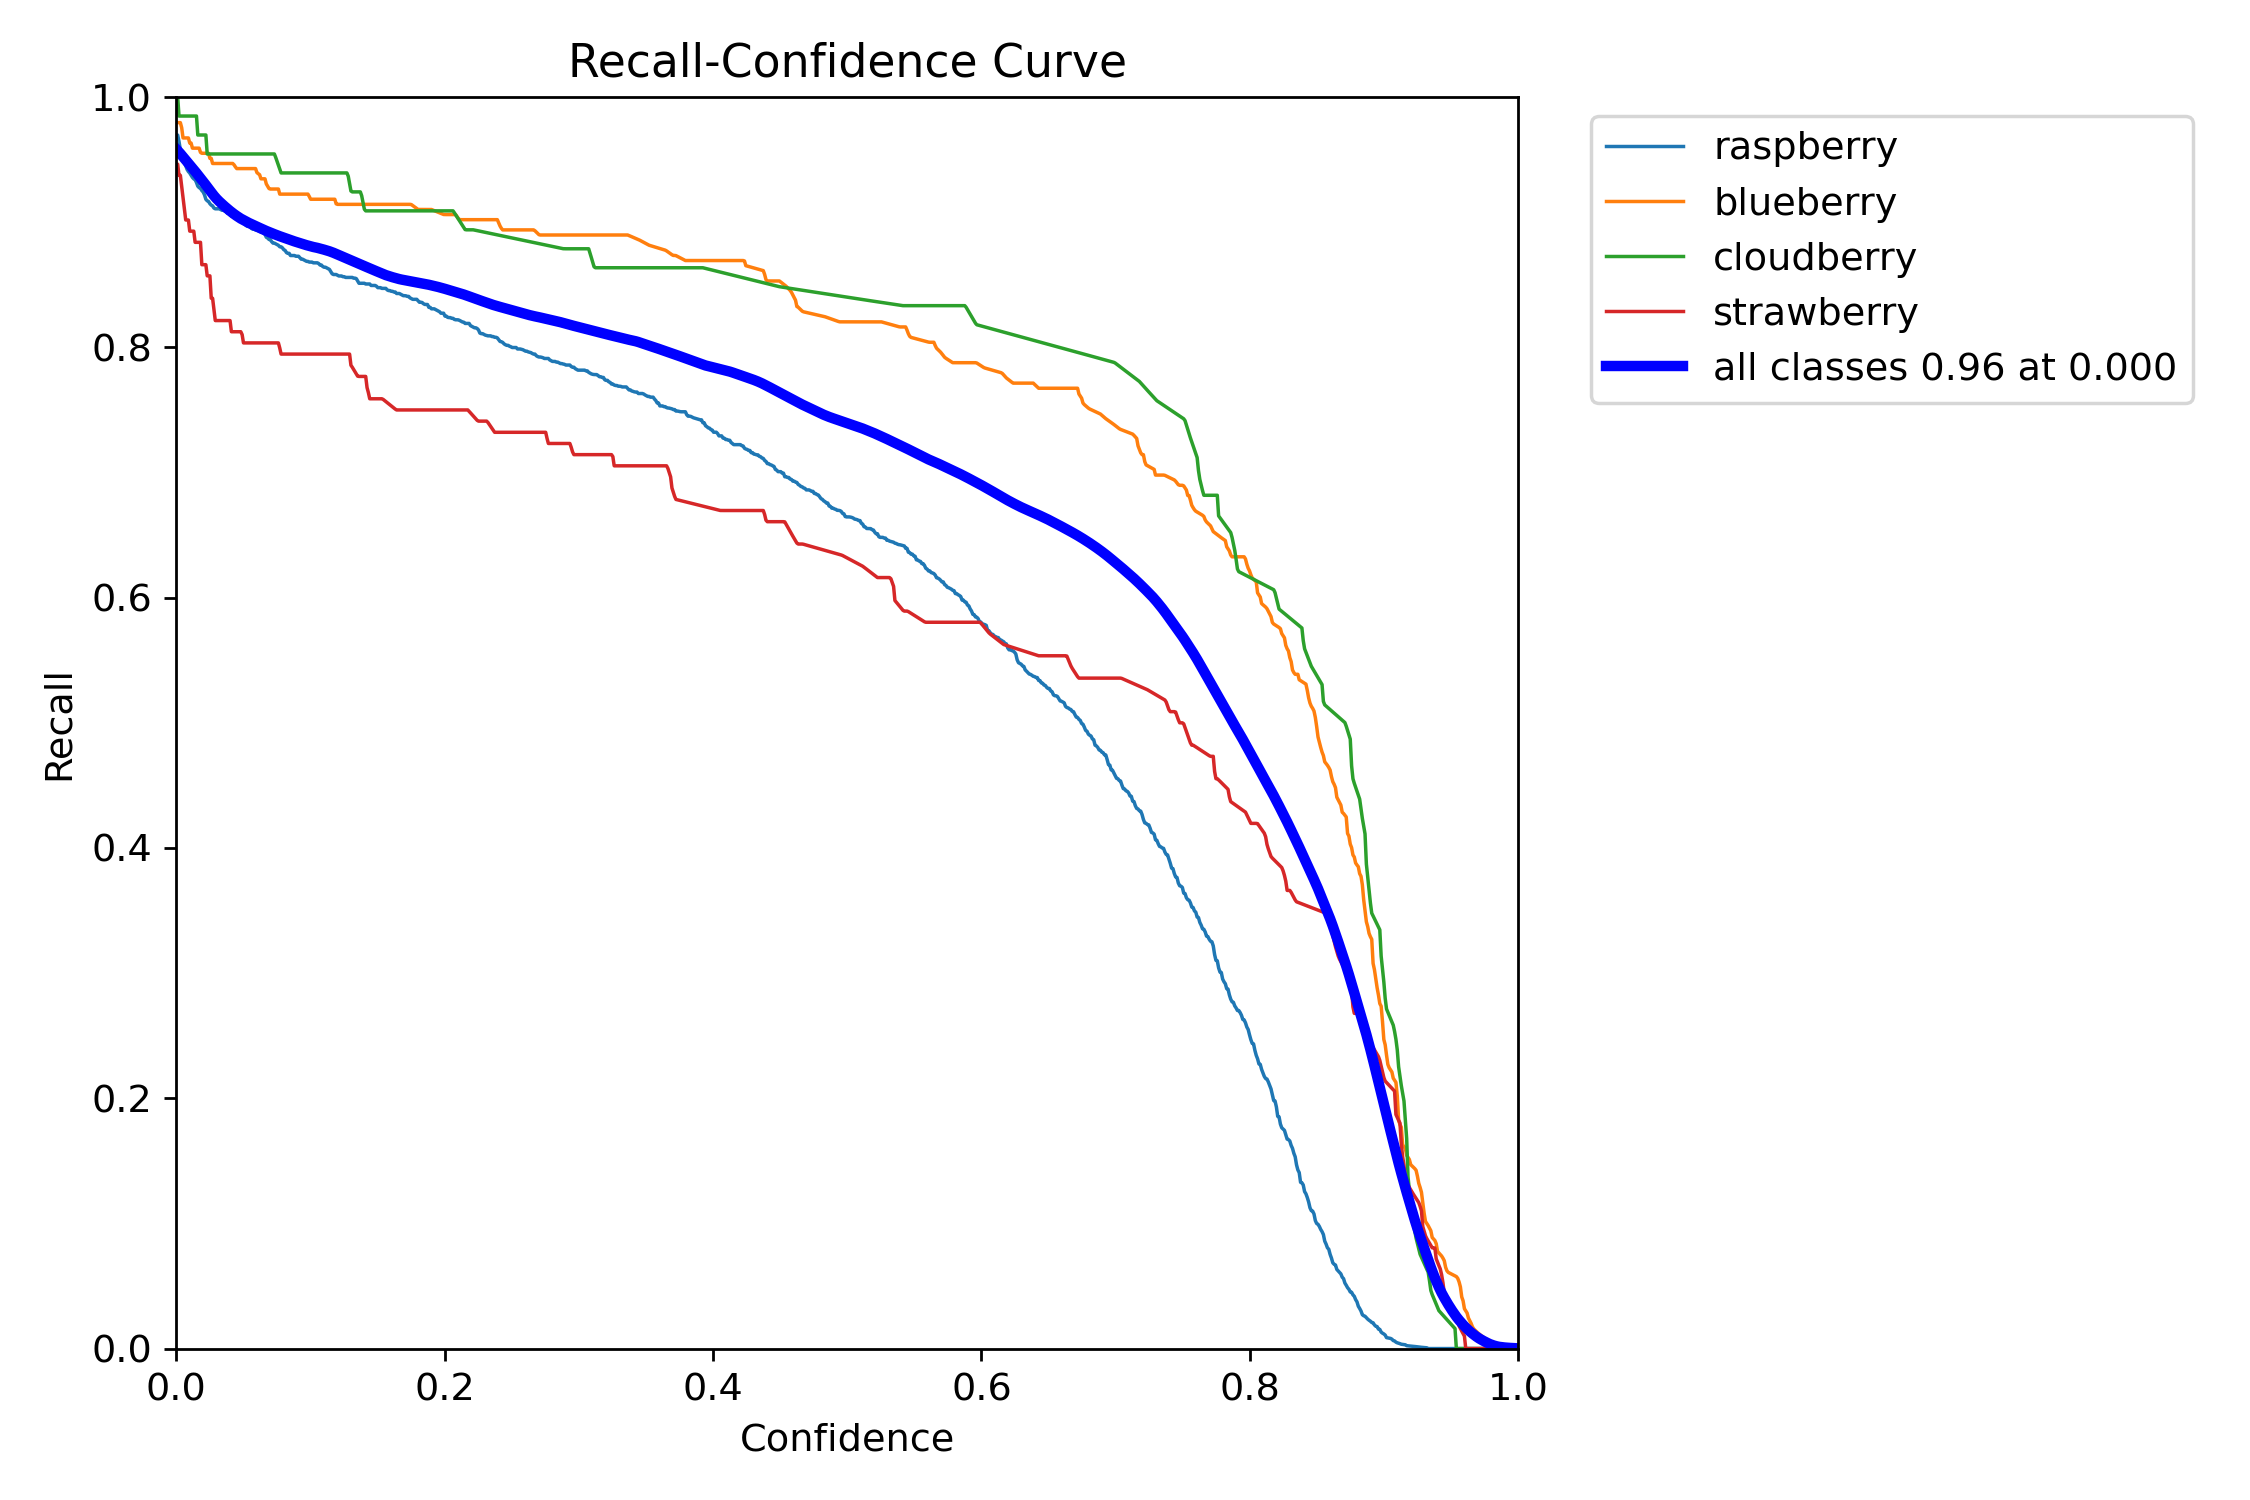 Recall-Confidence Curve
1.0
0.8
0.6
0.4
0.2
0.0
Recall
0.0 0.2 0.4 0.6 0.8 1.0
Confidence
raspberry
blueberry
cloudberry
strawberry
all classes 0.96 at 0.000